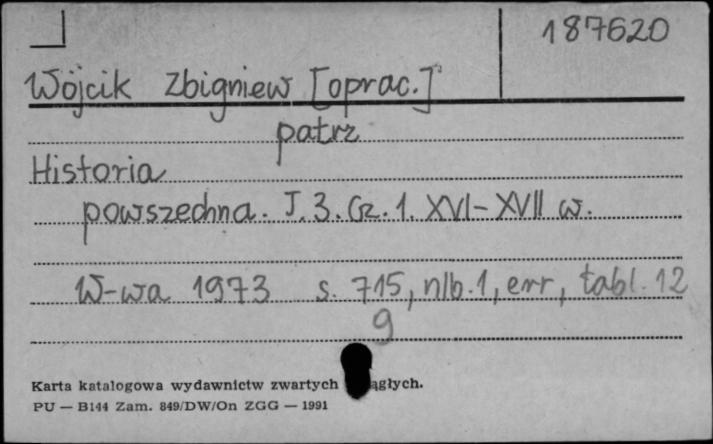 187620
Wójcik Zbigniew [oprac.]
patrz
Historia
powszechna. T. 3. Cz. 1. XVI-XVII w.
W-wa 1973 s. 715, nlb. 1, err, tabl. 12
9
Karta katalogowa wydawnictw zwartych ągłych.
PU — B144 Zam. 849/DW/On ZGG — 1991